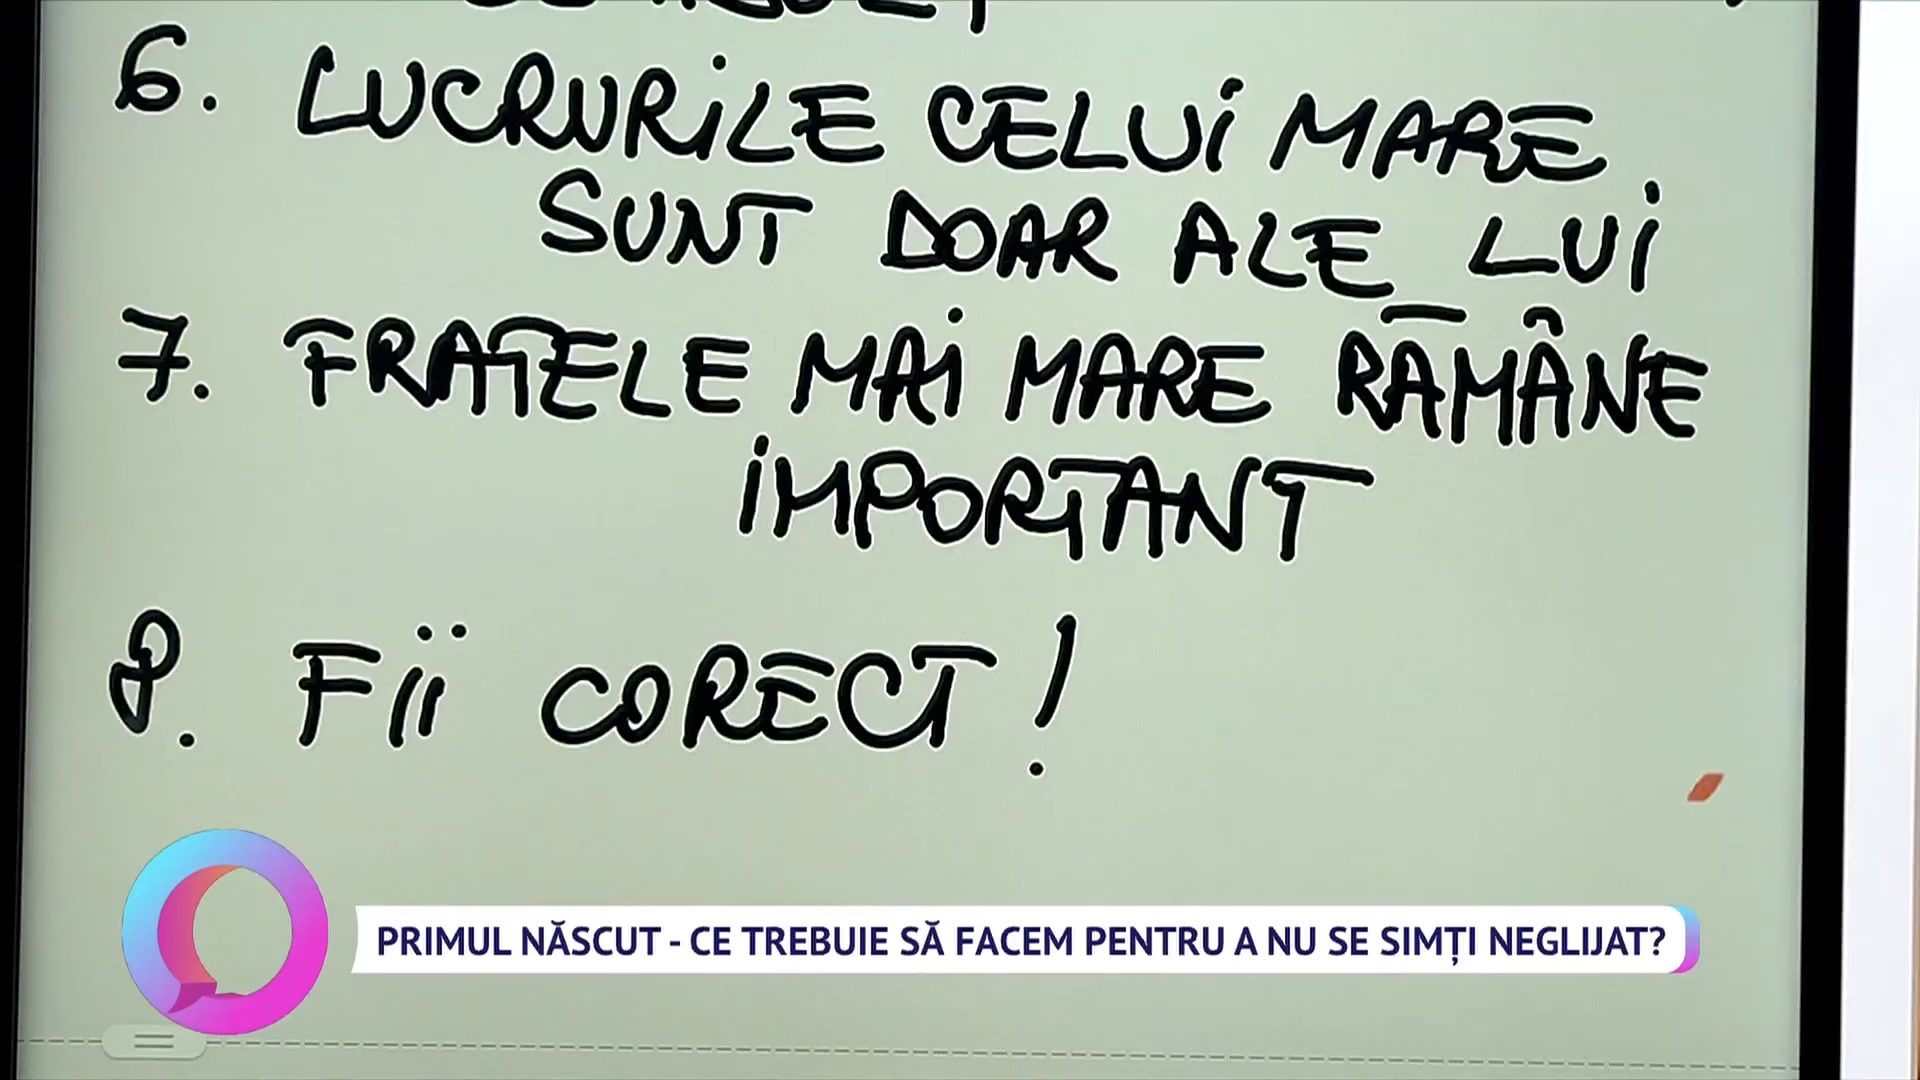 6. LUCRURILE CELUI MARE
SUNT DOAR ALE LUI
7. FRATELE MAI MARE RĂMÂNE
IMPORTANT
8. Fii CORECT!
PRIMUL NĂSCUT - CE TREBUIE SĂ FACEM PENTRU A NU SE SIMȚI NEGLIJAT?